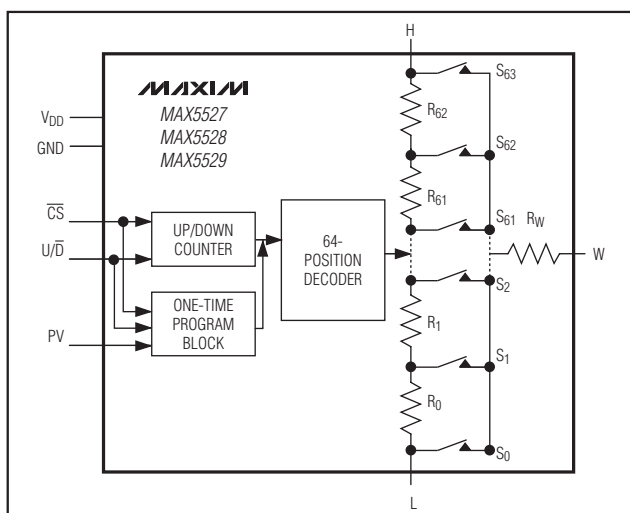 H
MAXIM
MAX5527
MAX5528
MAX5529
VDD
GND
CS
U/D
PV
UP/DOWN
COUNTER
ONE-TIME
PROGRAM
BLOCK
64-
POSITION
DECODER
R62
R61
R1
R0
S63
S62
S61
S2
S1
S0
RW
W
L